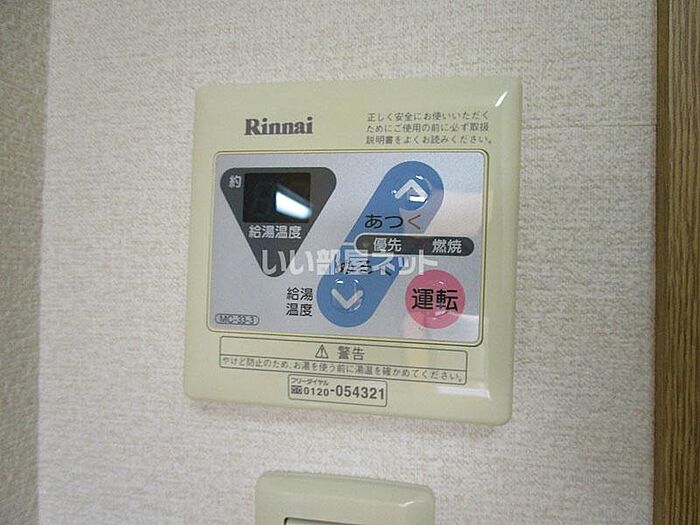 Rinnai
正しく安全にお使いいただく
ためにご使用の前に必ず取扱
説明書をよくお読みください。
約
給湯温度
あつく
優先 燃焼
いい部屋ネット
給湯
温度
運転
MC-33-3
⚠ 警告
やけど防止のため、お湯を使う前に湯温を確かめてください。
フリーダイヤル
0120-054321